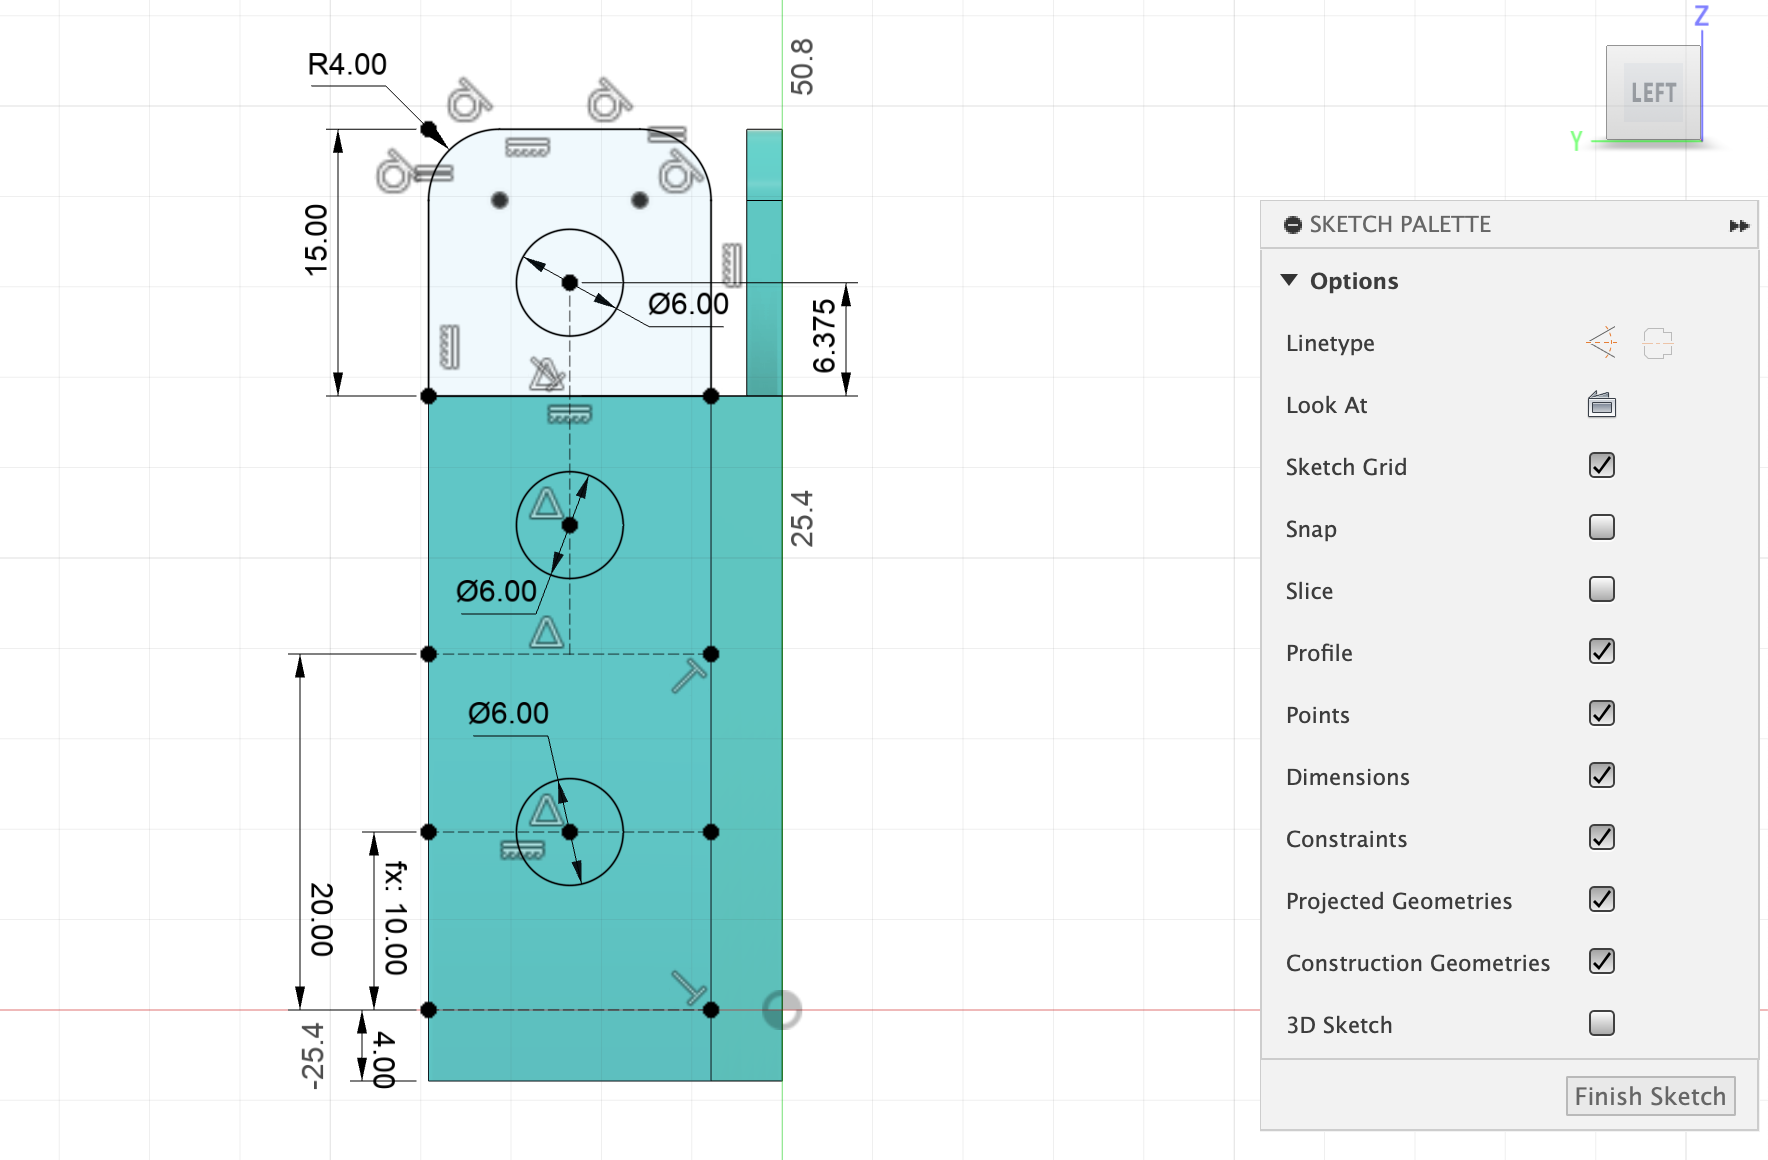 R4.00
50.8
Z
LEFT
Y
SKETCH PALETTE
15.00
Ø6.00
6.375
Options
Linetype
Look At
Sketch Grid
25.4
Snap
Ø6.00
Slice
Profile
Ø6.00
Points
Dimensions
Constraints
20.00
fx: 10.00
Projected Geometries
Construction Geometries
-25.4
4.00
3D Sketch
Finish Sketch